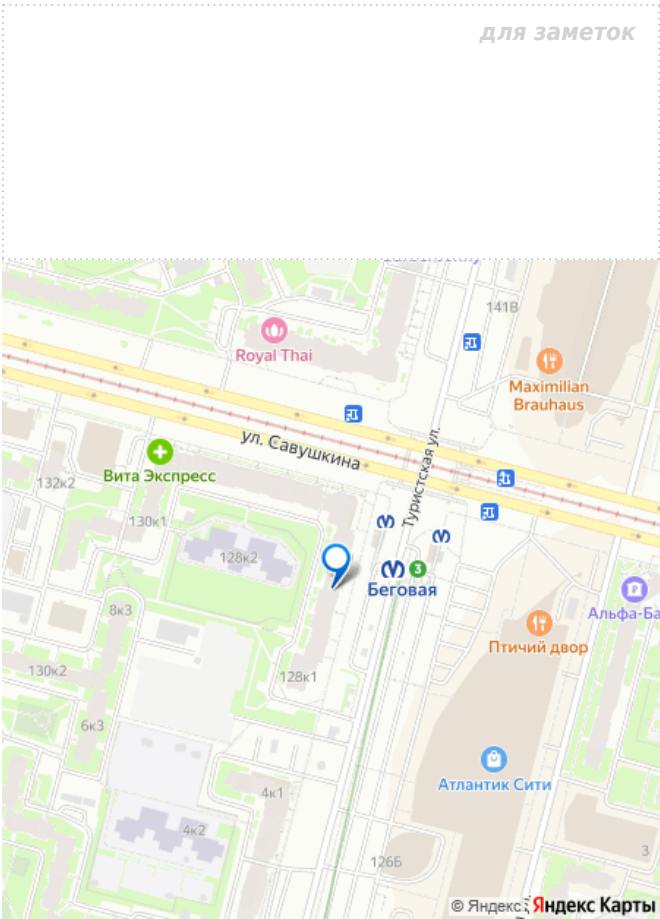 для заметок
141В
Royal Thai
Maximilian
Brauhaus
ул. Савушкина
Туристская ул.
Вита Экспресс
132к2
130к1
128к2
3
Беговая
Альфа-Ба
8к3
Птичий двор
130к2
128к1
6к3
Атлантик Сити
4к1
4к2
126Б
3
© Яндекс Яндекс Карты